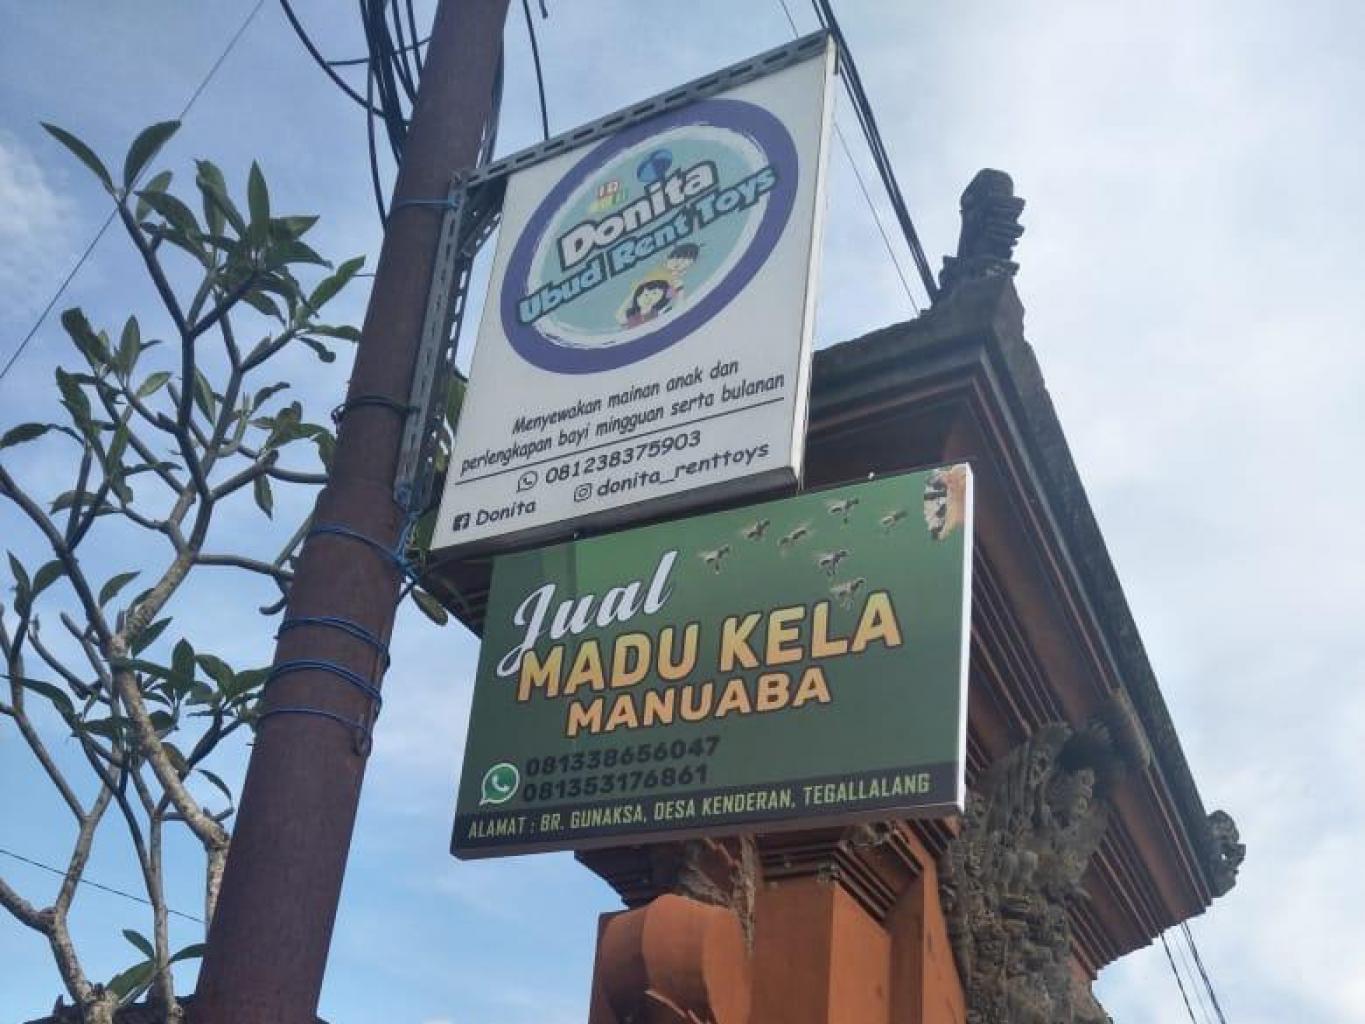 Donita
Ubud Rent Toys
Menyewakan mainan anak dan
perlengkapan bayi mingguan serta bulanan
081238375903
Donita
donita_renttoys
Jual
MADU KELA
MANUABA
081338656047
081353176861
ALAMAT : BR. GUNAKSA, DESA KENDERAN, TEGALLALANG